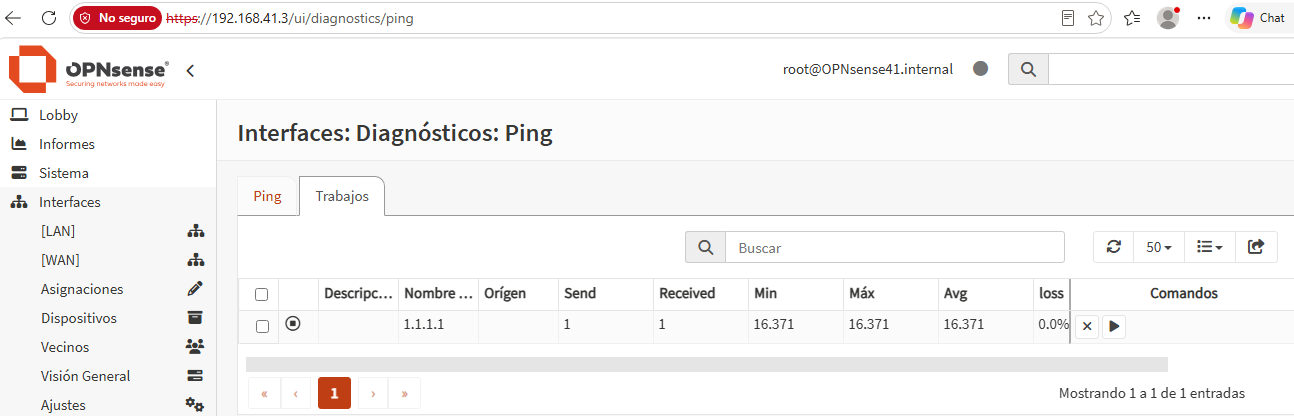 No seguro https://192.168.41.3/ui/diagnostics/ping Chat
OPNsense® root@OPNsense41.internal
Securing networks made easy
Lobby
Informes
Sistema
Interfaces
[LAN]
[WAN]
Asignaciones
Dispositivos
Vecinos
Visión General
Ajustes
Interfaces: Diagnósticos: Ping
Ping Trabajos
Buscar 50
Descripc... Nombre ... Orígen Send Received Min Máx Avg loss Comandos
1.1.1.1 1 1 16.371 16.371 16.371 0.0%
« ‹ 1 › » Mostrando 1 a 1 de 1 entradas